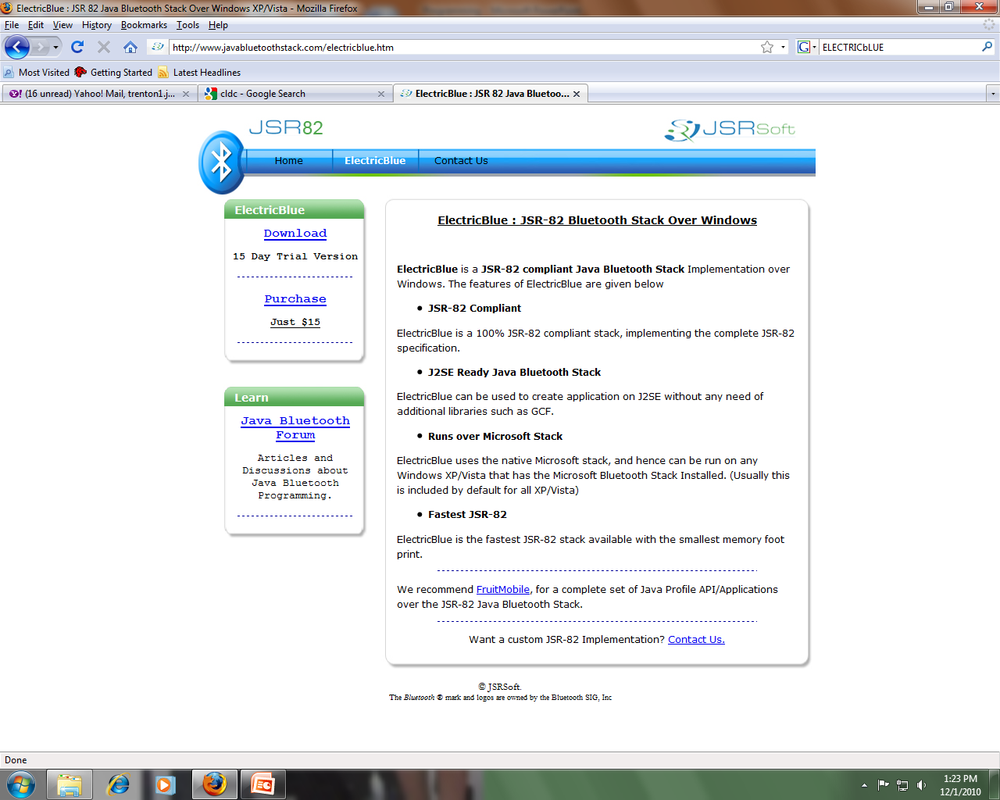 ElectricBlue : JSR 82 Java Bluetooth Stack Over Windows XP/Vista - Mozilla Firefox
File Edit View History Bookmarks Tools Help
http://www.javabluetoothstack.com/electricblue.htm
G ELECTRICbLUE
Most Visited Getting Started Latest Headlines
Y! (16 unread) Yahoo! Mail, trenton1.j... cldc - Google Search ElectricBlue : JSR 82 Java Bluetoo...
JSR82 JSRSoft
Home ElectricBlue Contact Us
ElectricBlue
Download
15 Day Trial Version
Purchase
Just $15
Learn
Java Bluetooth
Forum
Articles and
Discussions about
Java Bluetooth
Programming.
ElectricBlue : JSR-82 Bluetooth Stack Over Windows
ElectricBlue is a JSR-82 compliant Java Bluetooth Stack Implementation over
Windows. The features of ElectricBlue are given below
• JSR-82 Compliant
ElectricBlue is a 100% JSR-82 compliant stack, implementing the complete JSR-82
specification.
• J2SE Ready Java Bluetooth Stack
ElectricBlue can be used to create application on J2SE without any need of
additional libraries such as GCF.
• Runs over Microsoft Stack
ElectricBlue uses the native Microsoft stack, and hence can be run on any
Windows XP/Vista that has the Microsoft Bluetooth Stack Installed. (Usually this
is included by default for all XP/Vista)
• Fastest JSR-82
ElectricBlue is the fastest JSR-82 stack available with the smallest memory foot
print.
We recommend FruitMobile, for a complete set of Java Profile API/Applications
over the JSR-82 Java Bluetooth Stack.
Want a custom JSR-82 Implementation? Contact Us.
© JSRSoft.
The Bluetooth ® mark and logos are owned by the Bluetooth SIG, Inc
Done
1:23 PM
12/1/2010